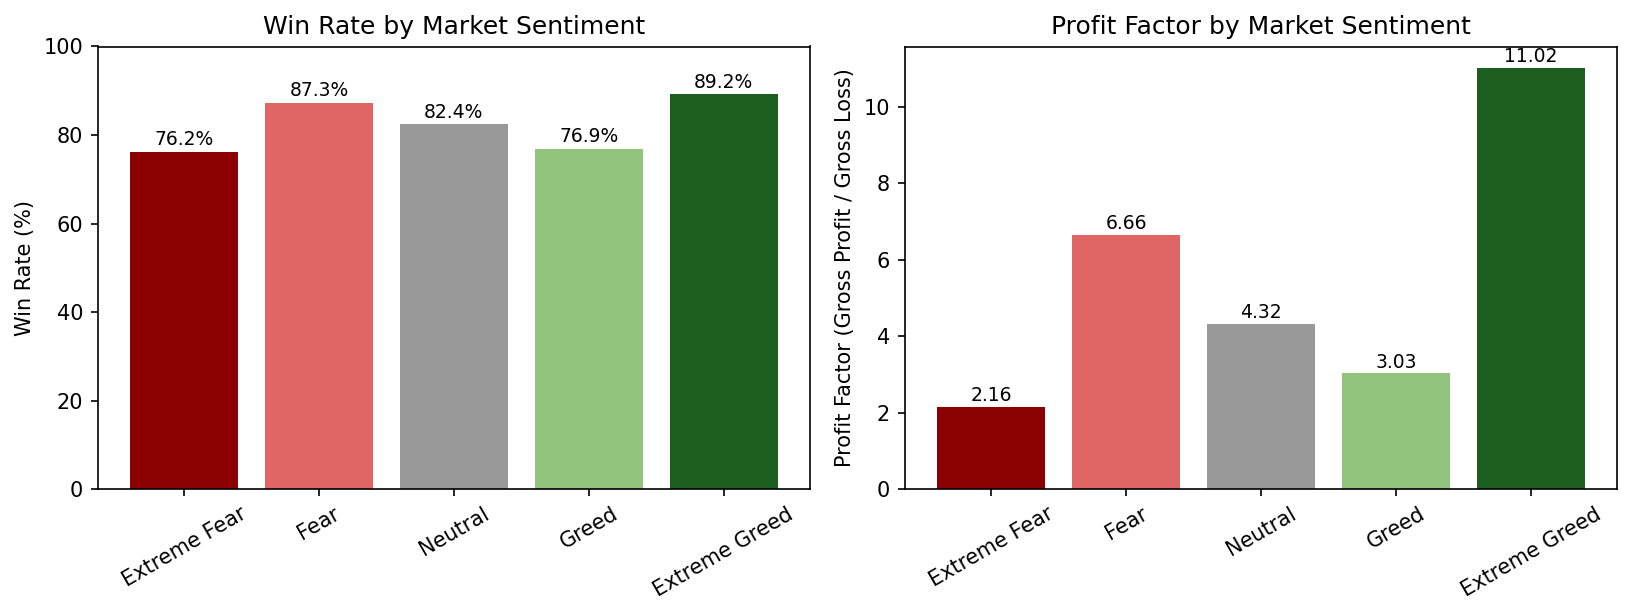 Win Rate by Market Sentiment
Win Rate (%)
100
80
60
40
20
0
76.2%
87.3%
82.4%
76.9%
89.2%
Extreme Fear
Fear
Neutral
Greed
Extreme Greed
Profit Factor by Market Sentiment
Profit Factor (Gross Profit / Gross Loss)
10
8
6
4
2
0
2.16
6.66
4.32
3.03
11.02
Extreme Fear
Fear
Neutral
Greed
Extreme Greed